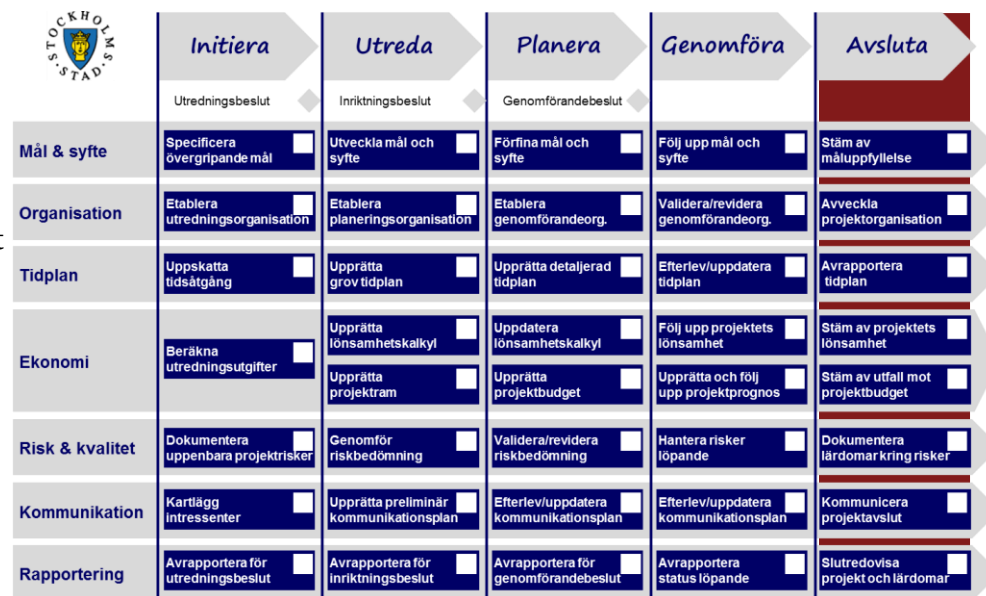 STOCKHOLMS
STAD
Initiera
Utreda
Planera
Genomföra
Avsluta
Utredningsbeslut
Inriktningsbeslut
Genomförandebeslut
Mål & syfte
Specificera
övergripande mål
Utveckla mål och
syfte
Förfina mål och
syfte
Följ upp mål och
syfte
Stäm av
måluppfyllelse
Organisation
Etablera
utredningsorganisation
Etablera
planeringsorganisation
Etablera
genomförandeorg.
Validera/revidera
genomförandeorg.
Avveckla
projektorganisation
t
Tidplan
Uppskatta
tidsåtgång
Upprätta
grov tidplan
Upprätta detaljerad
tidplan
Efterlev/uppdatera
tidplan
Avrapportera
tidplan
Ekonomi
Beräkna
utredningsutgifter
Upprätta
lönsamhetskalkyl
Uppdatera
lönsamhetskalkyl
Följ upp projektets
lönsamhet
Stäm av projektets
lönsamhet
Upprätta
projektram
Upprätta
projektbudget
Upprätta och följ
upp projektprognos
Stäm av utfall mot
projektbudget
Risk & kvalitet
Dokumentera
uppenbara projektrisker
Genomför
riskbedömning
Validera/revidera
riskbedömning
Hantera risker
löpande
Dokumentera
lärdomar kring risker
Kommunikation
Kartlägg
intressenter
Upprätta preliminär
kommunikationsplan
Efterlev/uppdatera
kommunikationsplan
Efterlev/uppdatera
kommunikationsplan
Kommunicera
projektavslut
Rapportering
Avrapportera för
utredningsbeslut
Avrapportera för
inriktningsbeslut
Avrapportera för
genomförandebeslut
Avrapportera
status löpande
Slutredovisa
projekt och lärdomar